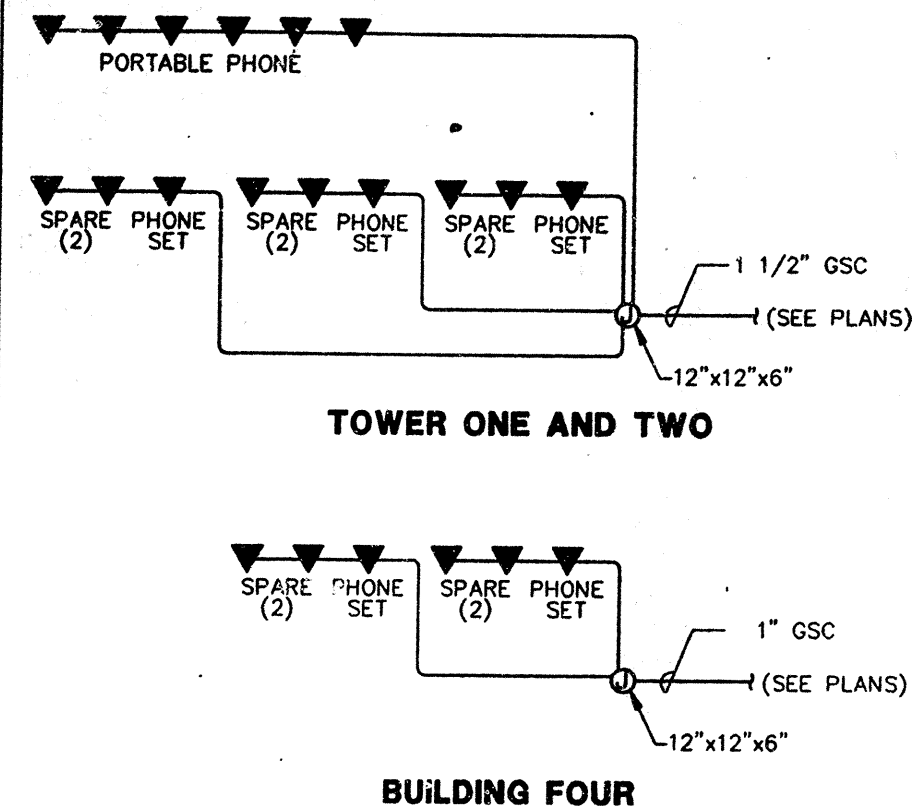 PORTABLE PHONE
SPARE (2) PHONE SET SPARE (2) PHONE SET SPARE (2) PHONE SET
1 1/2" GSC
J (SEE PLANS)
12"x12"x6"
TOWER ONE AND TWO
SPARE (2) PHONE SET SPARE (2) PHONE SET
1" GSC
J (SEE PLANS)
12"x12"x6"
BUILDING FOUR